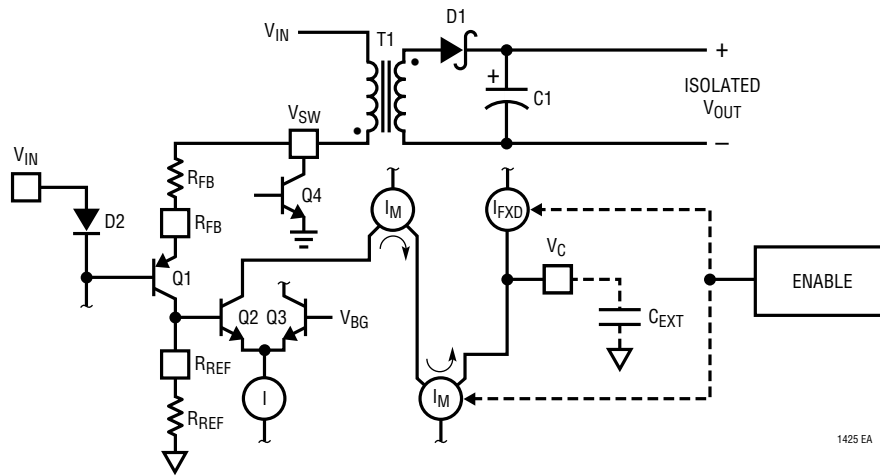 D1
V_IN
T1
+
+
C1
ISOLATED
V_OUT
−
V_SW
V_IN
R_FB
Q4
I_M
I_FXD
D2
R_FB
V_C
Q1
ENABLE
Q2
Q3
V_BG
C_EXT
R_REF
I
I_M
R_REF
1425 EA